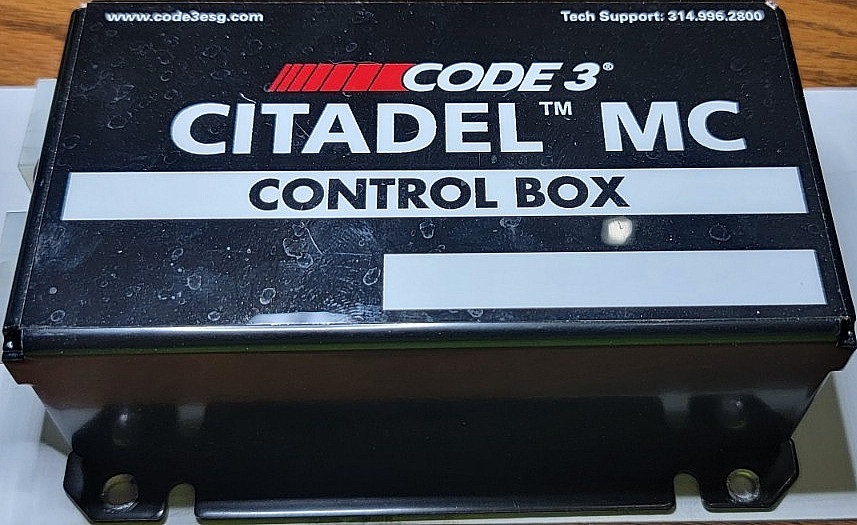 www.code3esg.com Tech Support: 314.996.2800
CODE 3®
CITADEL™ MC
CONTROL BOX